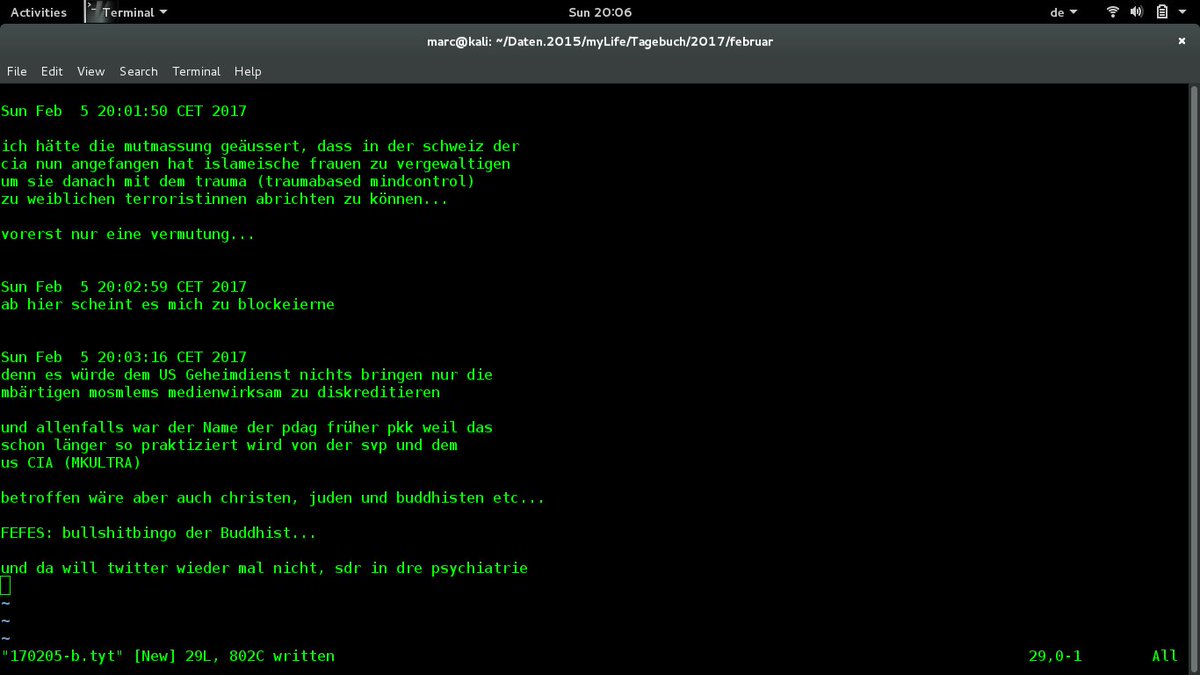 Activities Terminal Sun 20:06 de
marc@kali: ~/Daten.2015/myLife/Tagebuch/2017/februar
File Edit View Search Terminal Help
Sun Feb  5 20:01:50 CET 2017
ich hätte die mutmassung geäussert, dass in der schweiz der
cia nun angefangen hat islameische frauen zu vergewaltigen
um sie danach mit dem trauma (traumabased mindcontrol)
zu weiblichen terroristinnen abrichten zu können...
vorerst nur eine vermutung...
Sun Feb  5 20:02:59 CET 2017
ab hier scheint es mich zu blockeierne
Sun Feb  5 20:03:16 CET 2017
denn es würde dem US Geheimdienst nichts bringen nur die
mbärtigen mosmlems medienwirksam zu diskreditieren
und allenfalls war der Name der pdag früher pkk weil das
schon länger so praktiziert wird von der svp und dem
us CIA (MKULTRA)
betroffen wäre aber auch christen, juden und buddhisten etc...
FEFES: bullshitbingo der Buddhist...
und da will twitter wieder mal nicht, sdr in dre psychiatrie
~
~
~
"170205-b.tyt" [New] 29L, 802C written 29,0-1 All